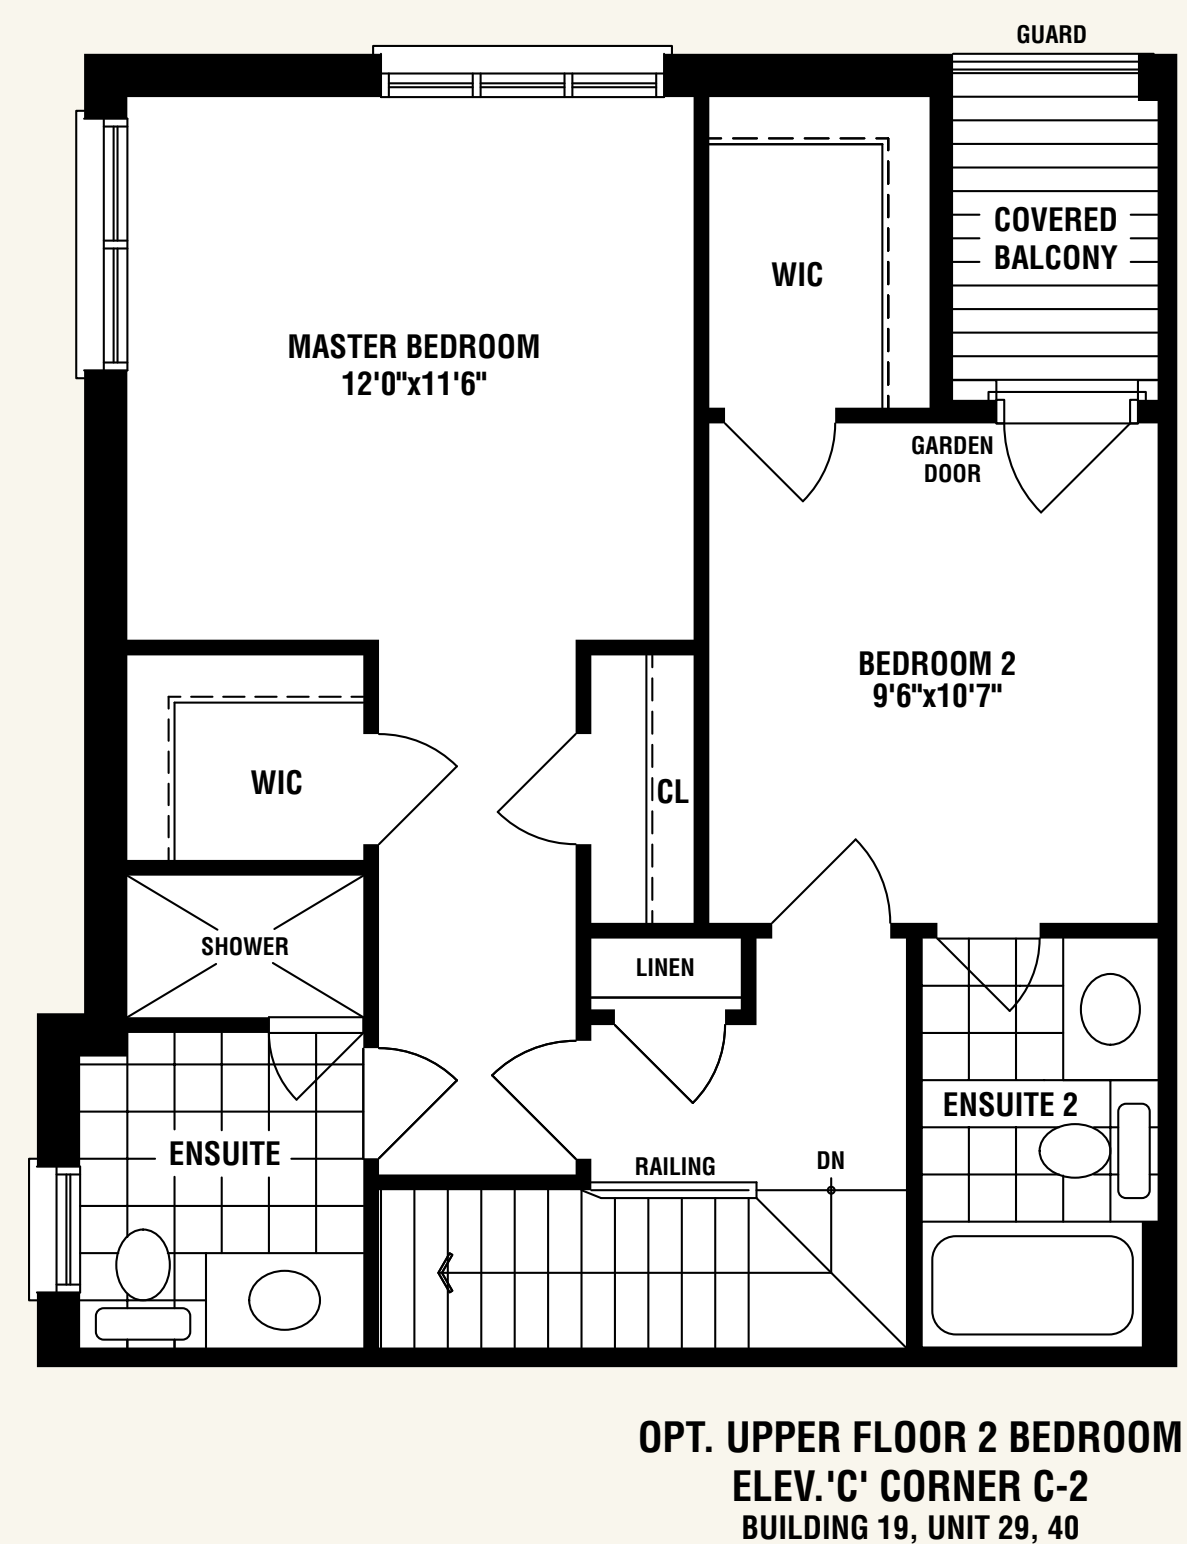 GUARD
COVERED
BALCONY
WIC
MASTER BEDROOM
12'0"x11'6"
GARDEN
DOOR
BEDROOM 2
9'6"x10'7"
WIC
CL
SHOWER
LINEN
ENSUITE 2
ENSUITE
RAILING
DN
OPT. UPPER FLOOR 2 BEDROOM
ELEV.'C' CORNER C-2
BUILDING 19, UNIT 29, 40